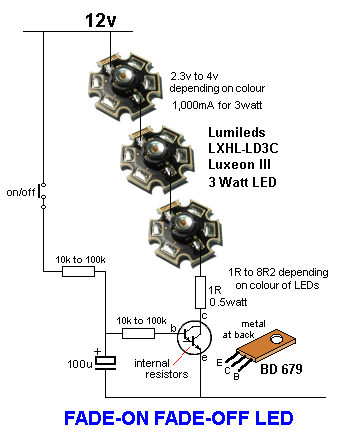 12v
2.3v to 4v
depending on colour
1,000mA for 3watt
Lumileds
LXHL-LD3C
Luxeon III
3 Watt LED
on/off
10k to 100k
1R to 8R2 depending
on colour of LEDs
1R
0.5watt
c
10k to 100k
b
metal
at back
+
100u
internal
resistors
e
E
C
B
BD 679
FADE-ON FADE-OFF LED